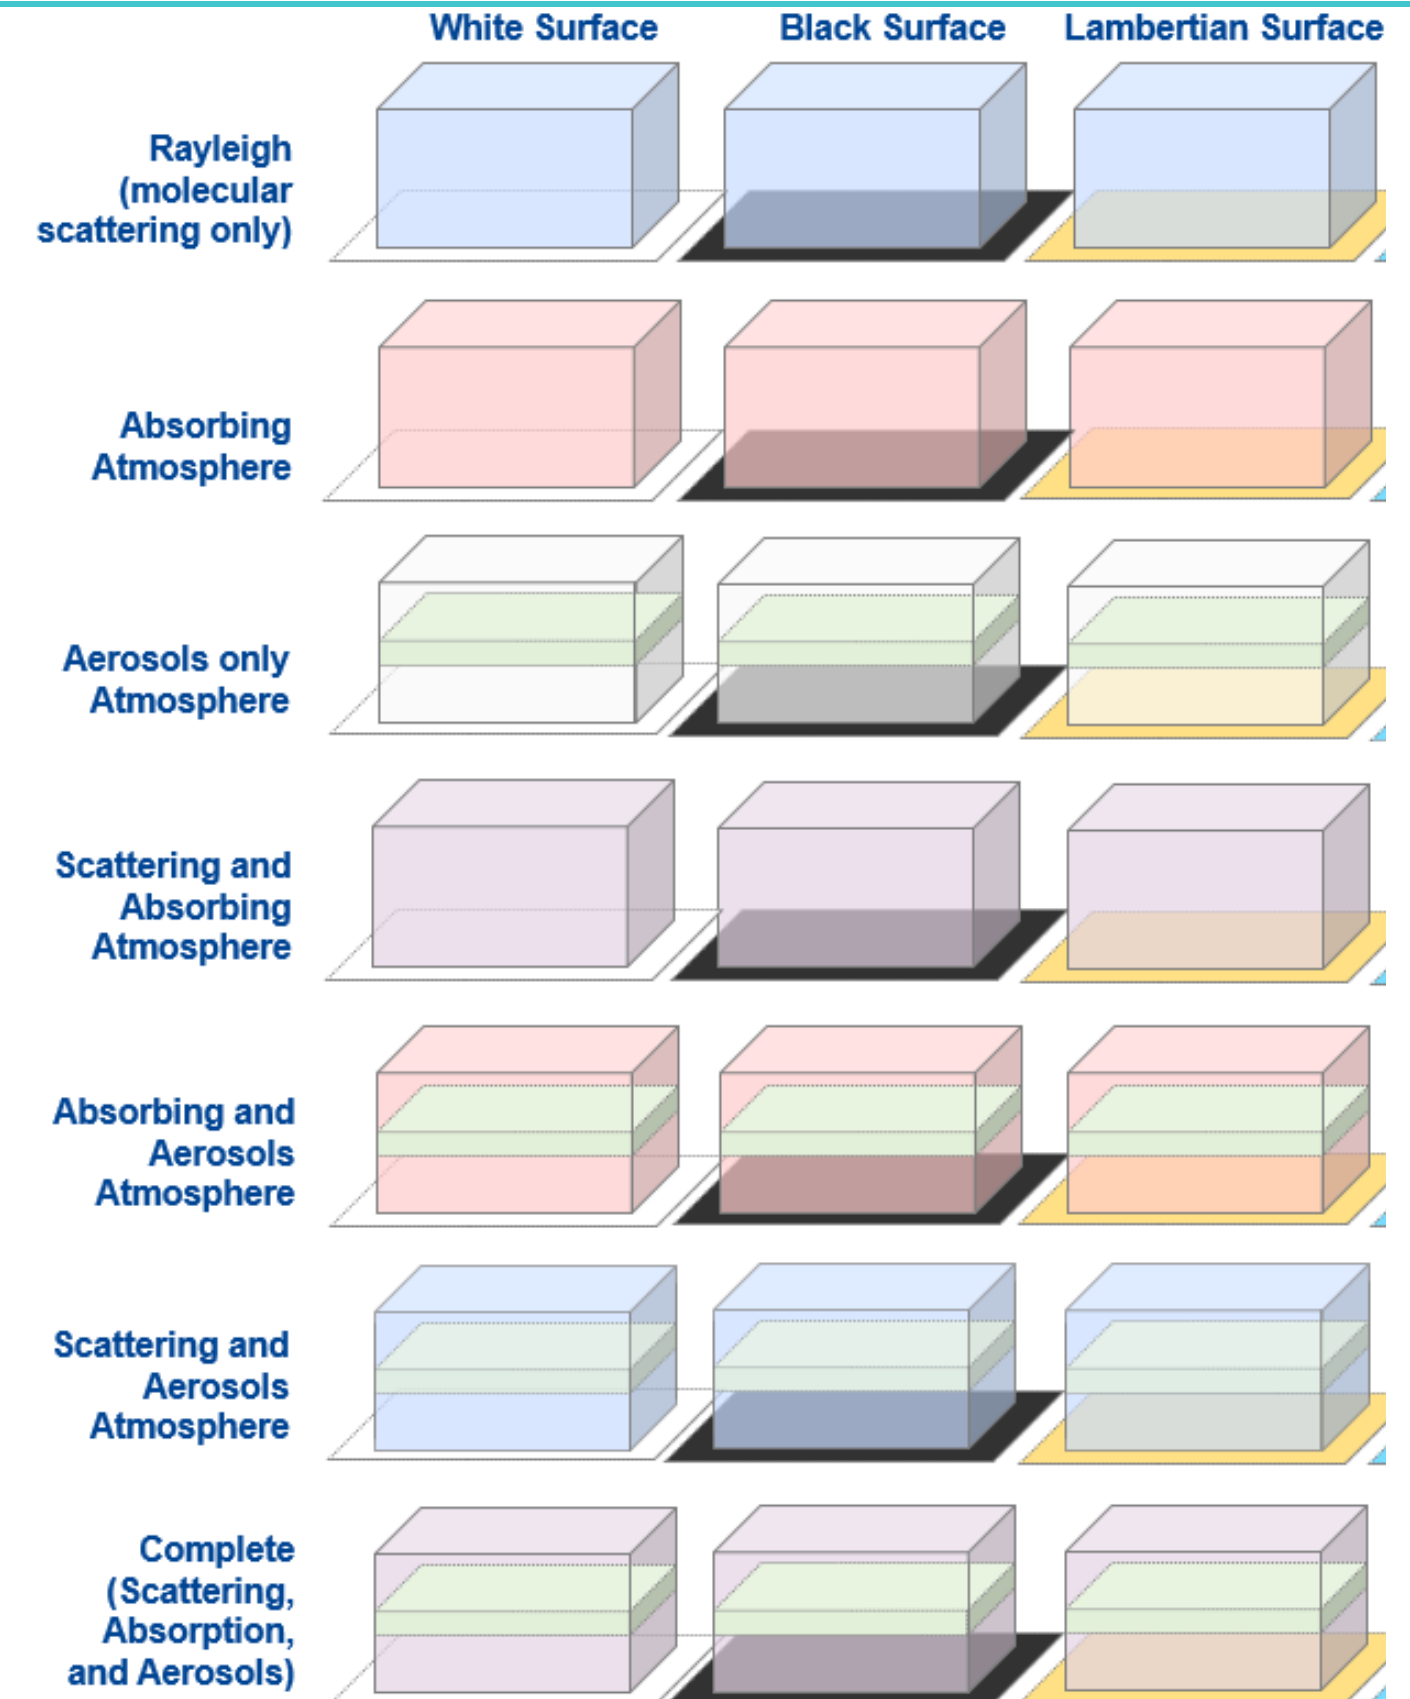 White Surface
Black Surface
Lambertian Surface
Rayleigh
(molecular
scattering only)
Absorbing
Atmosphere
Aerosols only
Atmosphere
Scattering and
Absorbing
Atmosphere
Absorbing and
Aerosols
Atmosphere
Scattering and
Aerosols
Atmosphere
Complete
(Scattering,
Absorption,
and Aerosols)